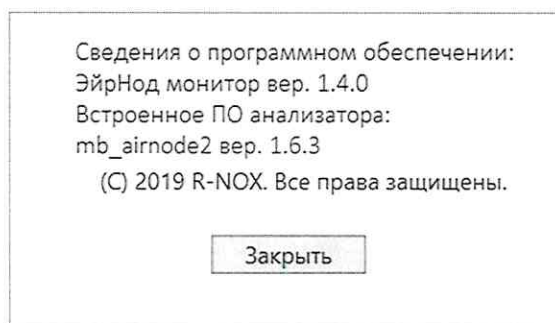 Сведения о программном обеспечении:
ЭйрНод монитор вер. 1.4.0
Встроенное ПО анализатора:
mb_airnode2 вер. 1.6.3
(C) 2019 R-NOX. Все права защищены.
Закрыть